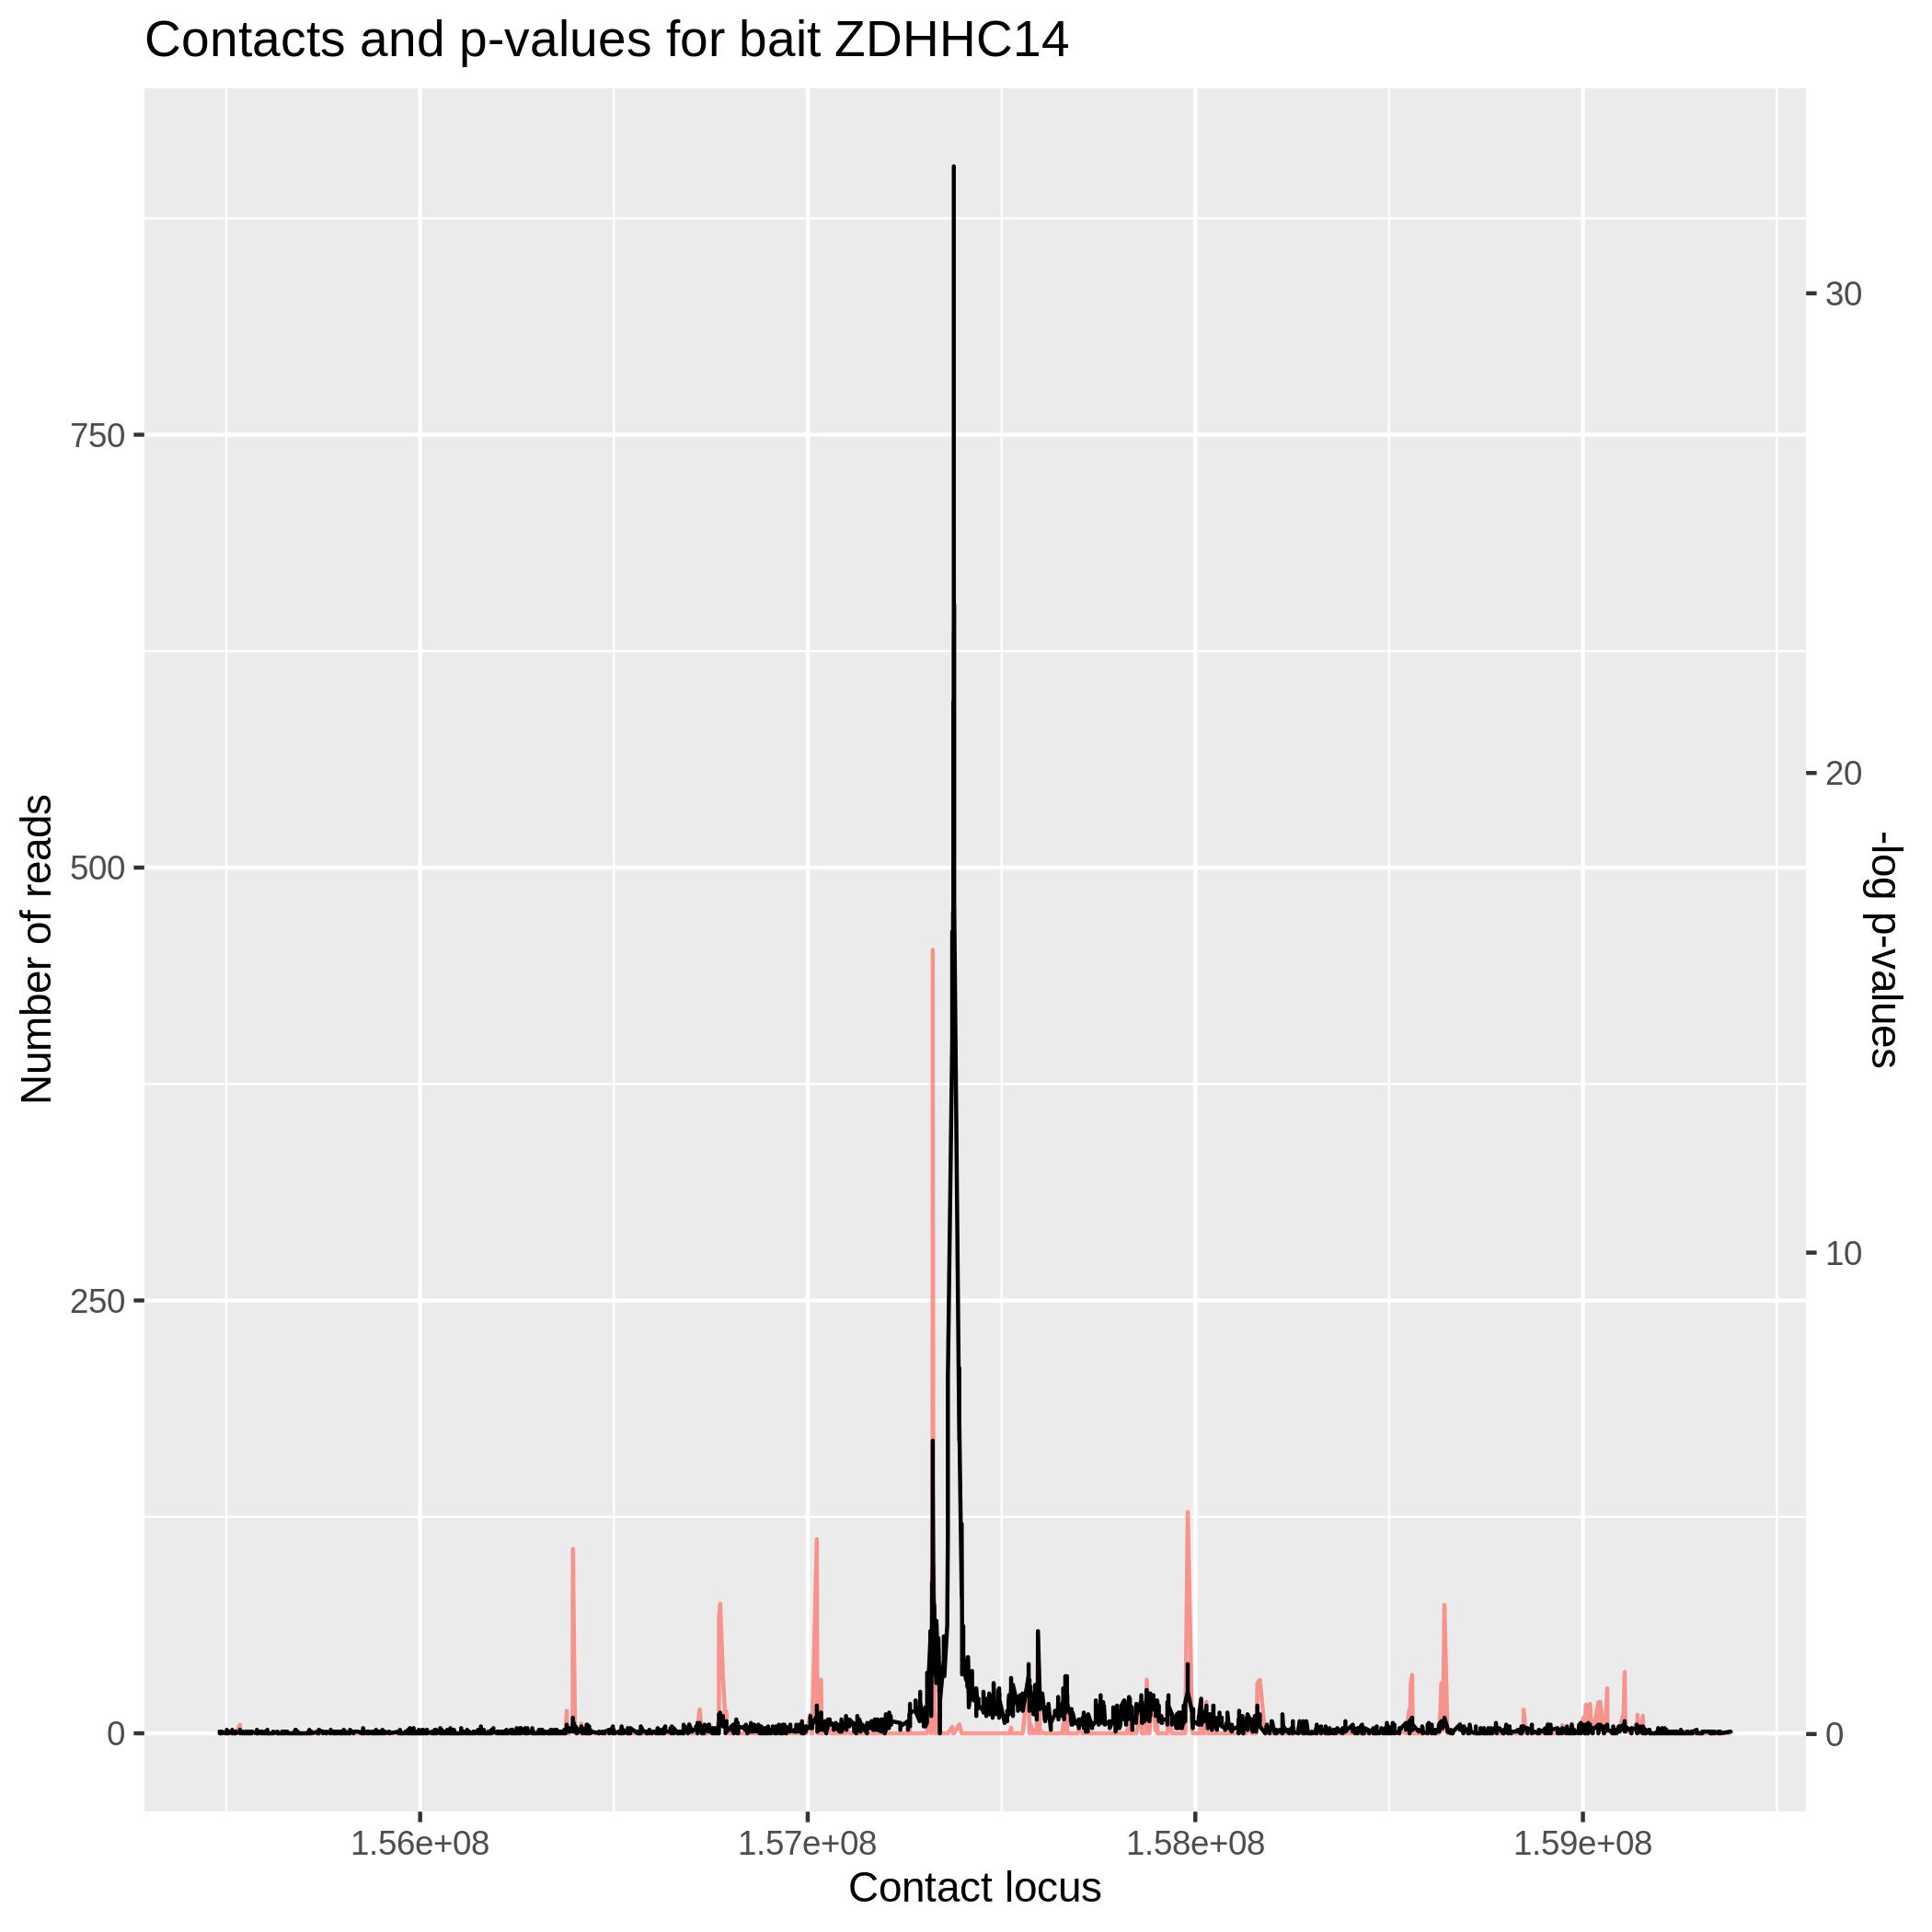 Contacts and p-values for bait ZDHHC14
Number of reads
750
500
250
0
30
20
10
0
-log p-values
1.56e+08 1.57e+08 1.58e+08 1.59e+08
Contact locus